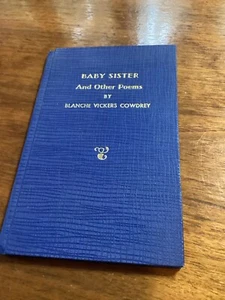 BABY SISTER
And Other Poems
BY
BLANCHE VICKERS COWDREY